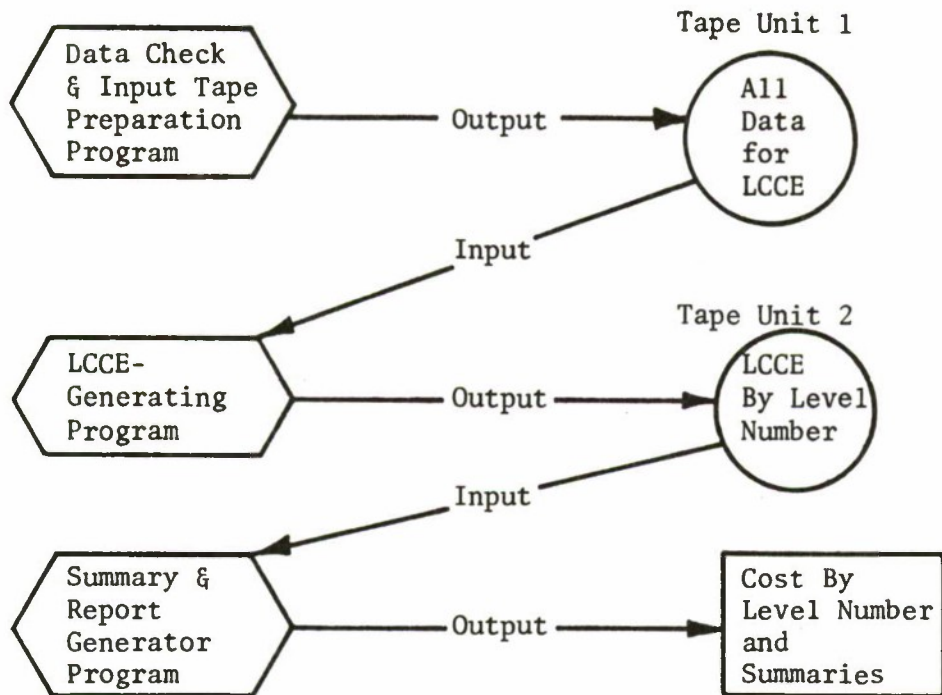 Data Check
& Input Tape
Preparation
Program
Output
Tape Unit 1
All
Data
for
LCCE
Input
LCCE-
Generating
Program
Output
Tape Unit 2
LCCE
By Level
Number
Input
Summary &
Report
Generator
Program
Output
Cost By
Level Number
and
Summaries